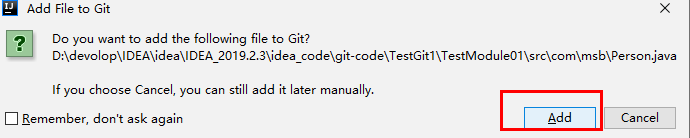 Add File to Git
Do you want to add the following file to Git?
D:\devolop\IDEA\idea\IDEA_2019.2.3\idea_code\git-code\TestGit1\TestModule01\src\com\msb\Person.java
If you choose Cancel, you can still add it later manually.
Remember, don't ask again
Add
Cancel